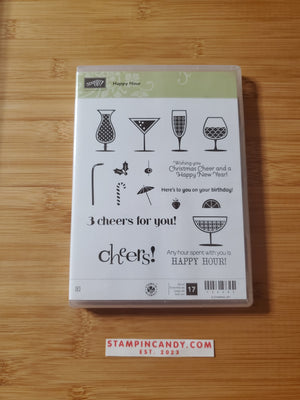 STAMPIN' UP!
Happy Hour
Wishing you
Christmas Cheer and a
Happy New Year!
Here's to you on your birthday!
3 cheers for you!
cheers!
Any hour spent with you is
HAPPY HOUR!
17
STAMPINCANDY.COM
EST. 2023